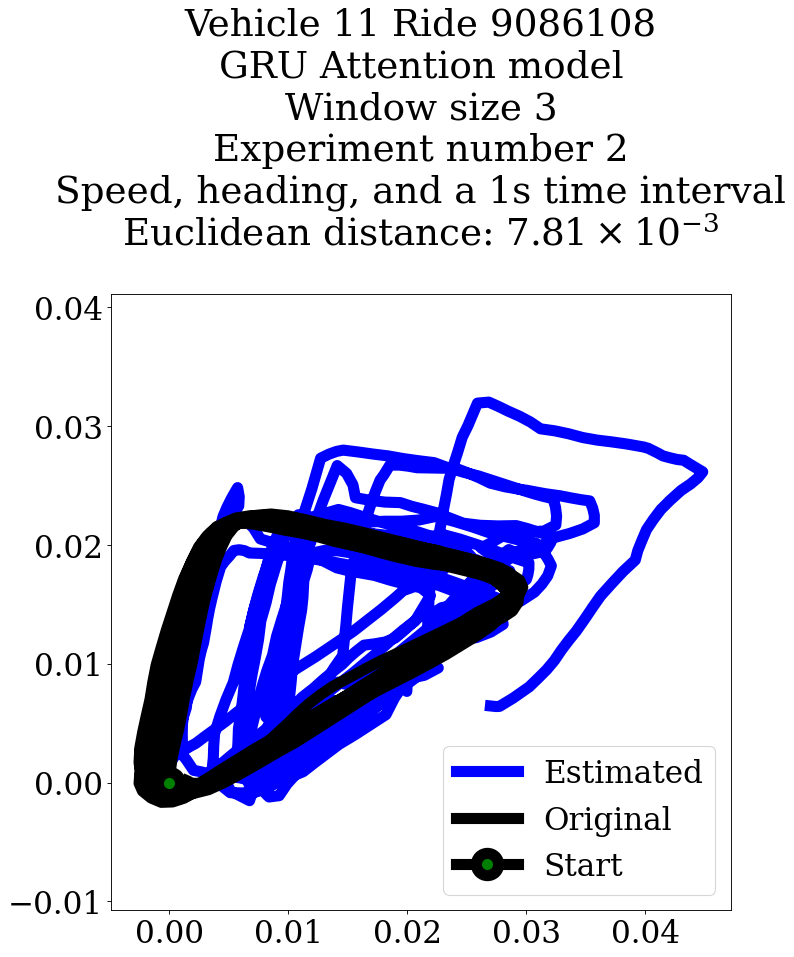 Vehicle 11 Ride 9086108
GRU Attention model
Window size 3
Experiment number 2
Speed, heading, and a 1s time interval
Euclidean distance: 7.81 × 10⁻³
0.04
0.03
0.02
0.01
0.00
−0.01
0.00 0.01 0.02 0.03 0.04
Estimated
Original
Start